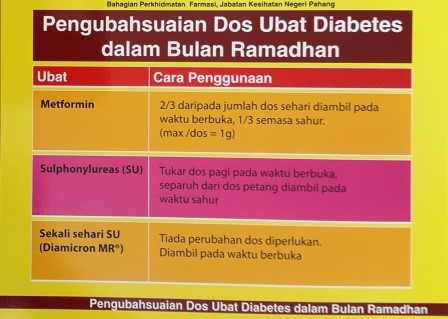 Bahagian Perkhidmatan Farmasi, Jabatan Kesihatan Negeri Pahang
Pengubahsuaian Dos Ubat Diabetes
dalam Bulan Ramadhan
Ubat
Cara Penggunaan
Metformin
2/3 daripada jumlah dos sehari diambil pada
waktu berbuka, 1/3 semasa sahur.
(max /dos = 1g)
Sulphonylureas (SU)
Tukar dos pagi pada waktu berbuka,
separuh dari dos petang diambil pada
waktu sahur
Sekali sehari SU
(Diamicron MR®)
Tiada perubahan dos diperlukan.
Diambil pada waktu berbuka
Pengubahsuaian Dos Ubat Diabetes dalam Bulan Ramadhan